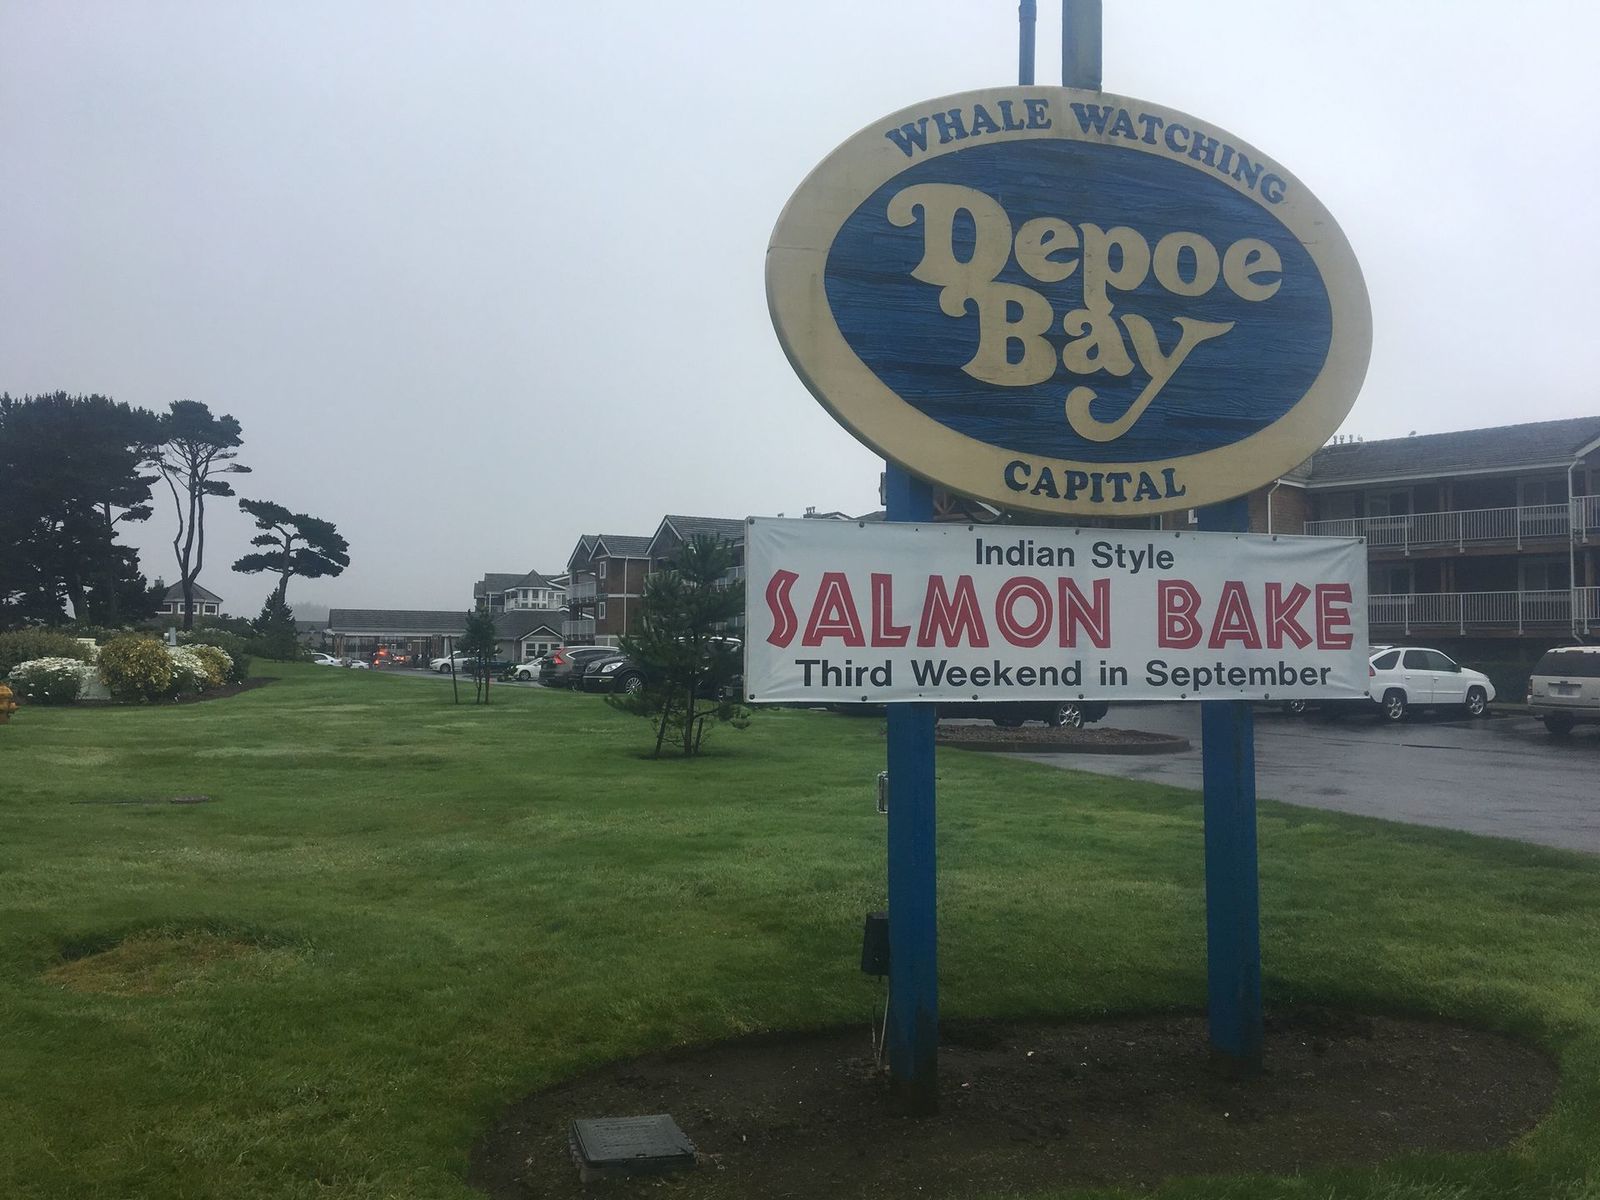 WHALE WATCHING
Depoe
Bay
CAPITAL
Indian Style
SALMON BAKE
Third Weekend in September